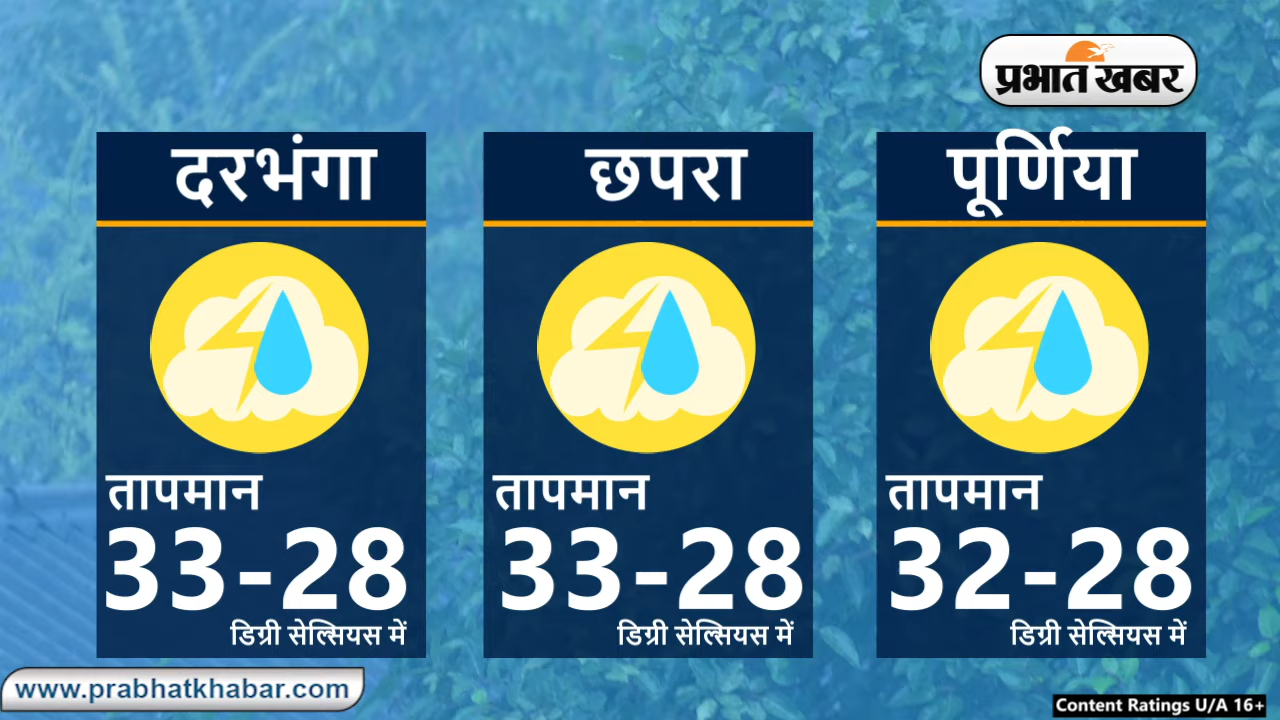 प्रभात खबर
दरभंगा
तापमान
33-28
डिग्री सेल्सियस में
छपरा
तापमान
33-28
डिग्री सेल्सियस में
पूर्णिया
तापमान
32-28
डिग्री सेल्सियस में
www.prabhatkhabar.com
Content Ratings U/A 16+